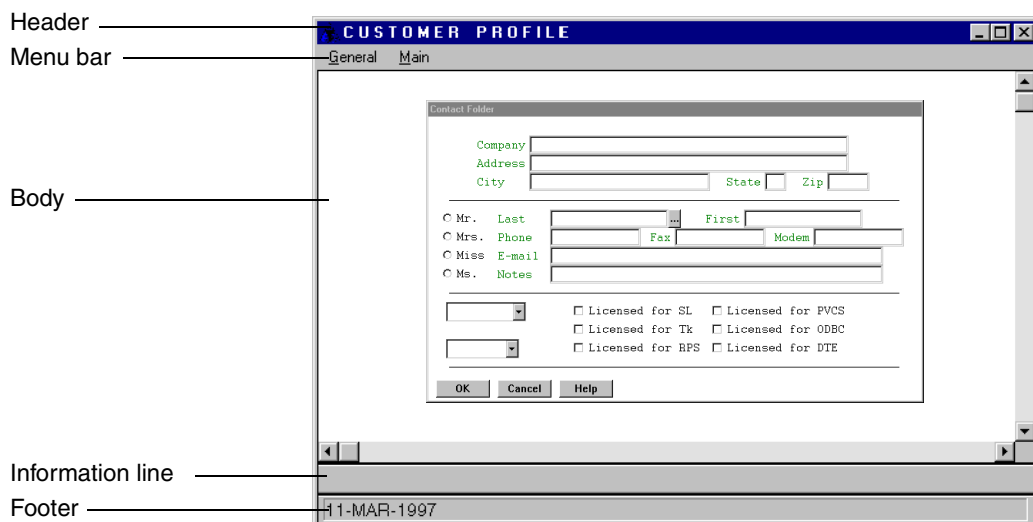 Header
CUSTOMER PROFILE
Menu bar
General Main
Contact Folder
Company
Address
City State Zip
Body
Mr. Last ... First
Mrs. Phone Fax Modem
Miss E-mail
Ms. Notes
Licensed for SL Licensed for PVCS
Licensed for Tk Licensed for ODBC
Licensed for RPS Licensed for DTE
OK Cancel Help
Information line
Footer
11-MAR-1997